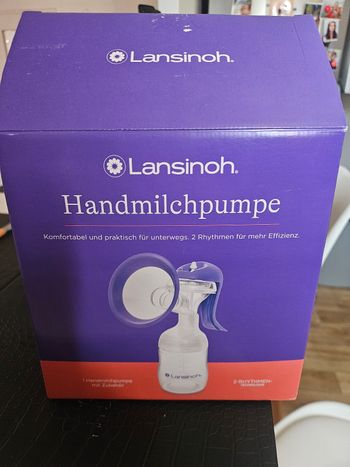 Lansinoh®
Lansinoh®
Handmilchpumpe
Komfortabel und praktisch für unterwegs. 2 Rhythmen für mehr Effizienz.
Lansinoh
1 Handmilchpumpe
mit Zubehör
2-RHYTHMEN-
TECHNOLOGIE